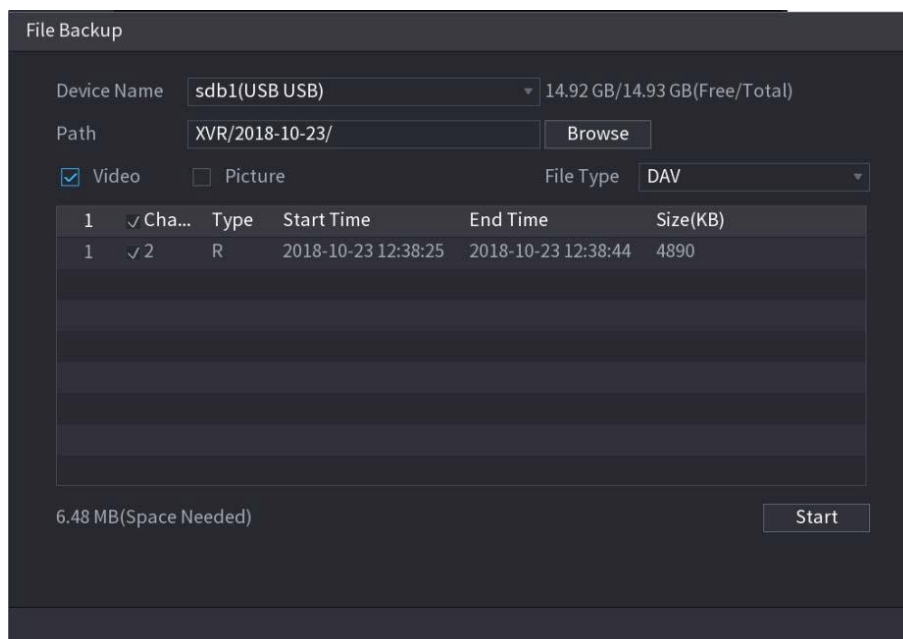 File Backup
Device Name sdb1(USB USB) 14.92 GB/14.93 GB(Free/Total)
Path XVR/2018-10-23/ Browse
Video Picture File Type DAV
1 Cha... Type Start Time End Time Size(KB)
1 2 R 2018-10-23 12:38:25 2018-10-23 12:38:44 4890
6.48 MB(Space Needed) Start